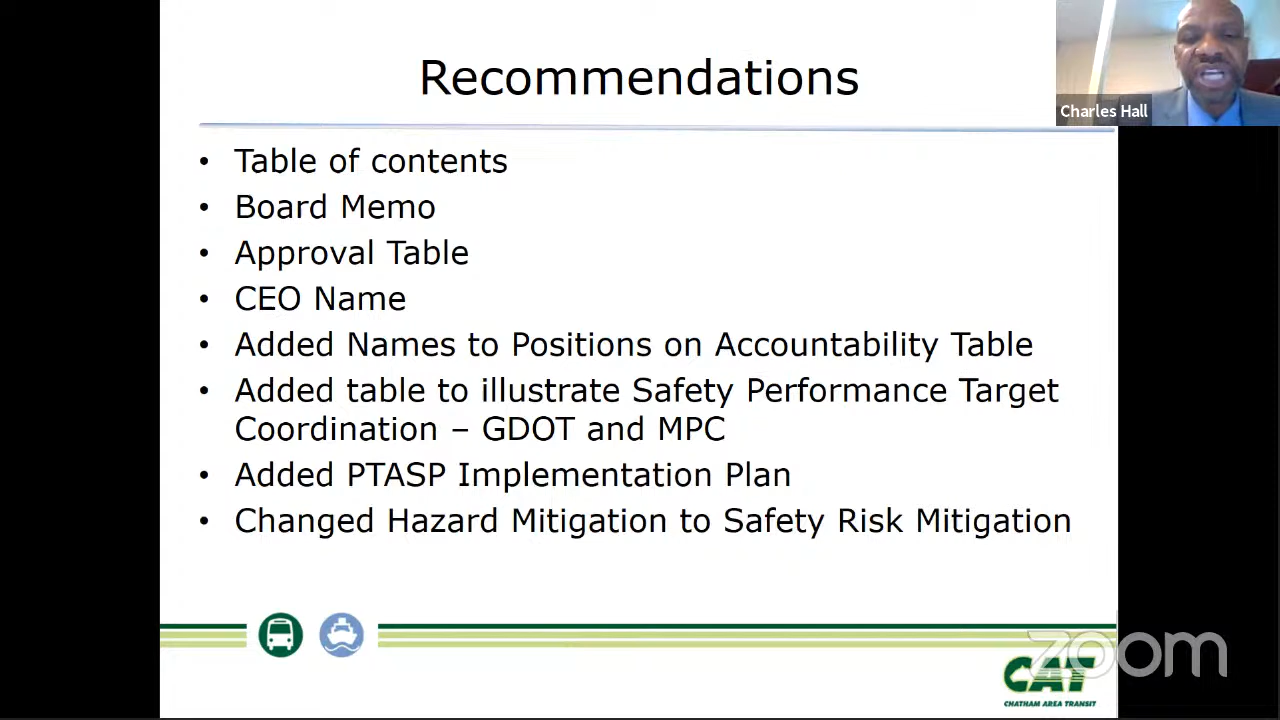 Recommendations
Charles Hall
• Table of contents
• Board Memo
• Approval Table
• CEO Name
• Added Names to Positions on Accountability Table
• Added table to illustrate Safety Performance Target
Coordination – GDOT and MPC
• Added PTASP Implementation Plan
• Changed Hazard Mitigation to Safety Risk Mitigation
zoom
CAT
CHATHAM AREA TRANSIT